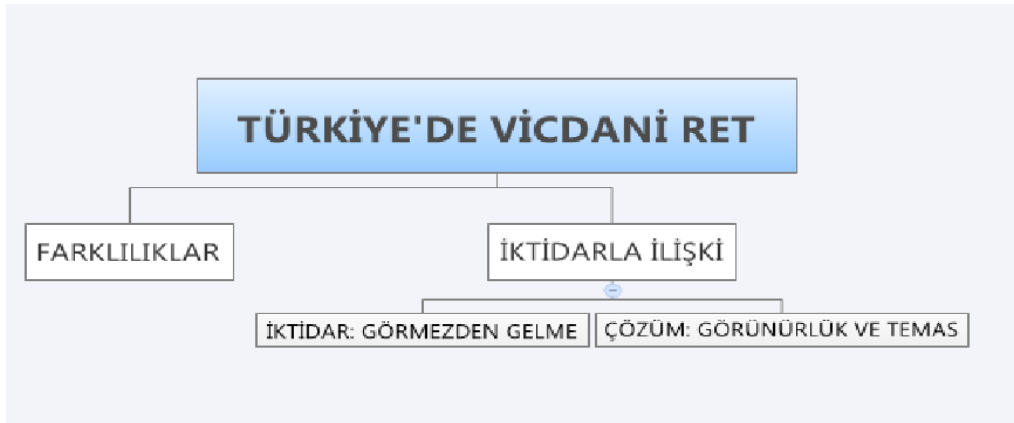 TÜRKİYE'DE VİCDANİ RET
FARKLILIKLAR
İKTİDARLA İLİŞKİ
İKTİDAR: GÖRMEZDEN GELME
ÇÖZÜM: GÖRÜNÜRLÜK VE TEMAS